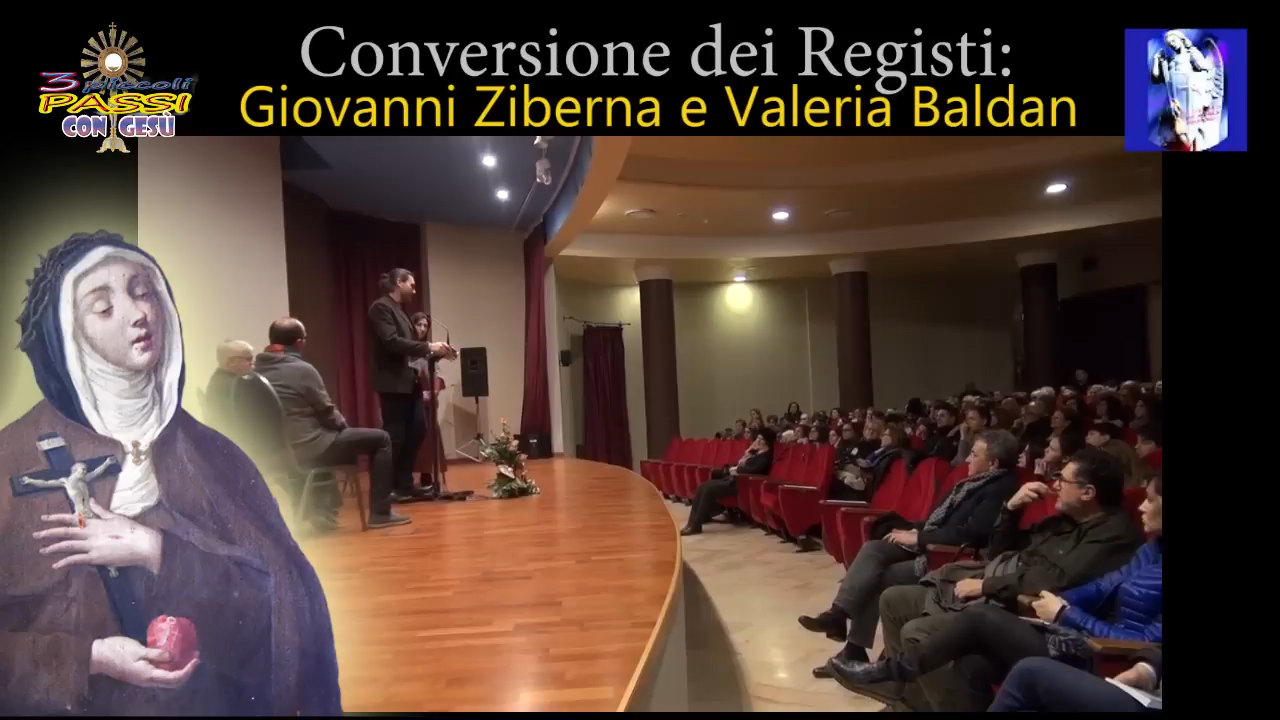 Conversione dei Registi:
Giovanni Ziberna e Valeria Baldan
3 piccoli
PASSI
CON GESÙ